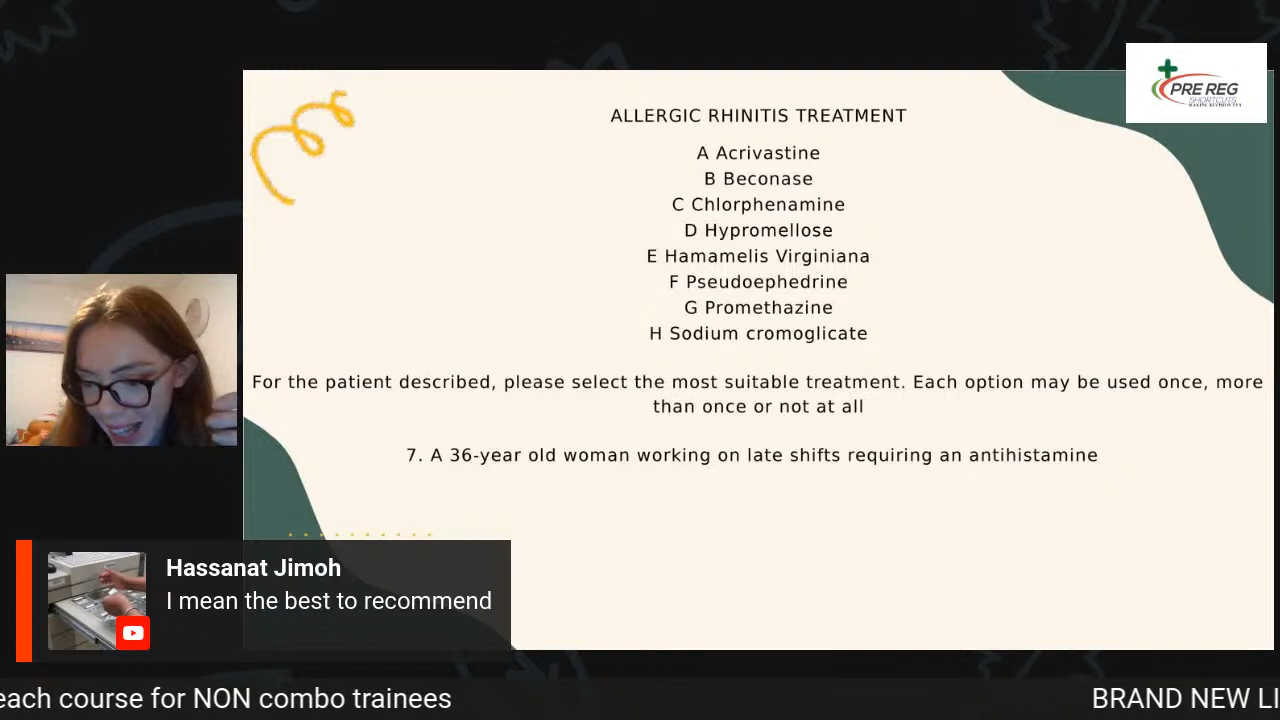 PRE REG
SHORTCUTS
ALLERGIC RHINITIS TREATMENT
A Acrivastine
B Beconase
C Chlorphenamine
D Hypromellose
E Hamamelis Virginiana
F Pseudoephedrine
G Promethazine
H Sodium cromoglicate
For the patient described, please select the most suitable treatment. Each option may be used once, more
than once or not at all
7. A 36-year old woman working on late shifts requiring an antihistamine
Hassanat Jimoh
I mean the best to recommend
each course for NON combo trainees
BRAND NEW LI